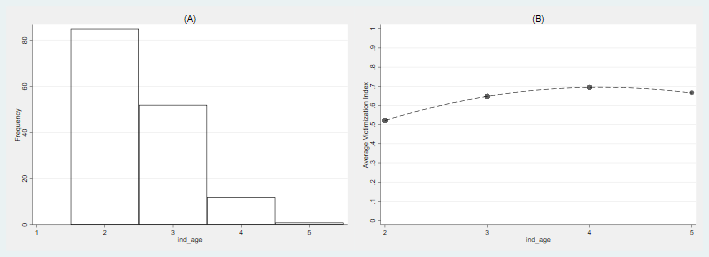 (A)
Frequency
80
60
40
20
0
1 2 3 4 5
ind_age
(B)
Average Victimization Index
1
.9
.8
.7
.6
.5
.4
.3
.2
.1
0
2 3 4 5
ind_age